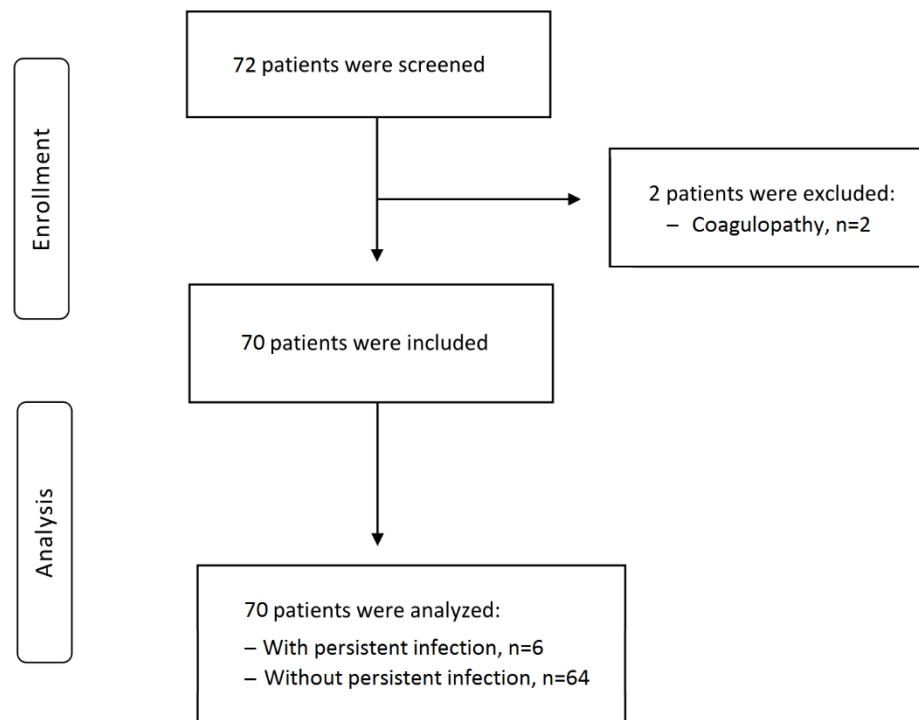 Enrollment
72 patients were screened
2 patients were excluded:
– Coagulopathy, n=2
70 patients were included
Analysis
70 patients were analyzed:
– With persistent infection, n=6
– Without persistent infection, n=64